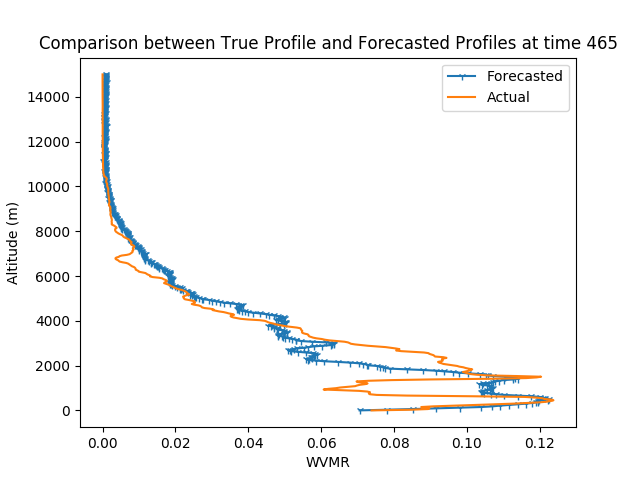 Comparison between True Profile and Forecasted Profiles at time 465
Forecasted
Actual
14000
12000
10000
8000
6000
4000
2000
0
Altitude (m)
0.00 0.02 0.04 0.06 0.08 0.10 0.12
WVMR